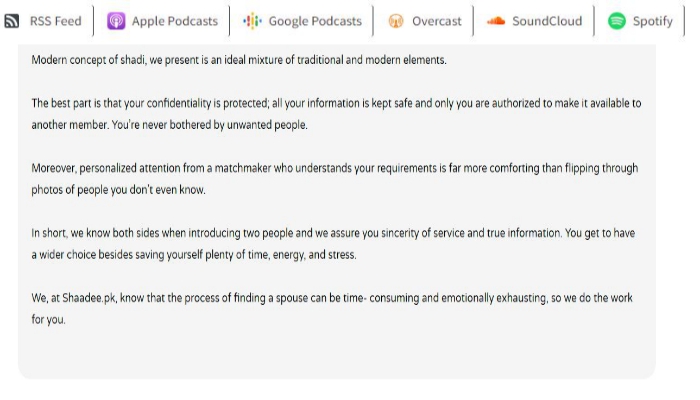 RSS Feed Apple Podcasts Google Podcasts Overcast SoundCloud Spotify
Modern concept of shadi, we present is an ideal mixture of traditional and modern elements.
The best part is that your confidentiality is protected; all your information is kept safe and only you are authorized to make it available to
another member. You're never bothered by unwanted people.
Moreover, personalized attention from a matchmaker who understands your requirements is far more comforting than flipping through
photos of people you don't even know.
In short, we know both sides when introducing two people and we assure you sincerity of service and true information. You get to have
a wider choice besides saving yourself plenty of time, energy, and stress.
We, at Shaadee.pk, know that the process of finding a spouse can be time- consuming and emotionally exhausting, so we do the work
for you.